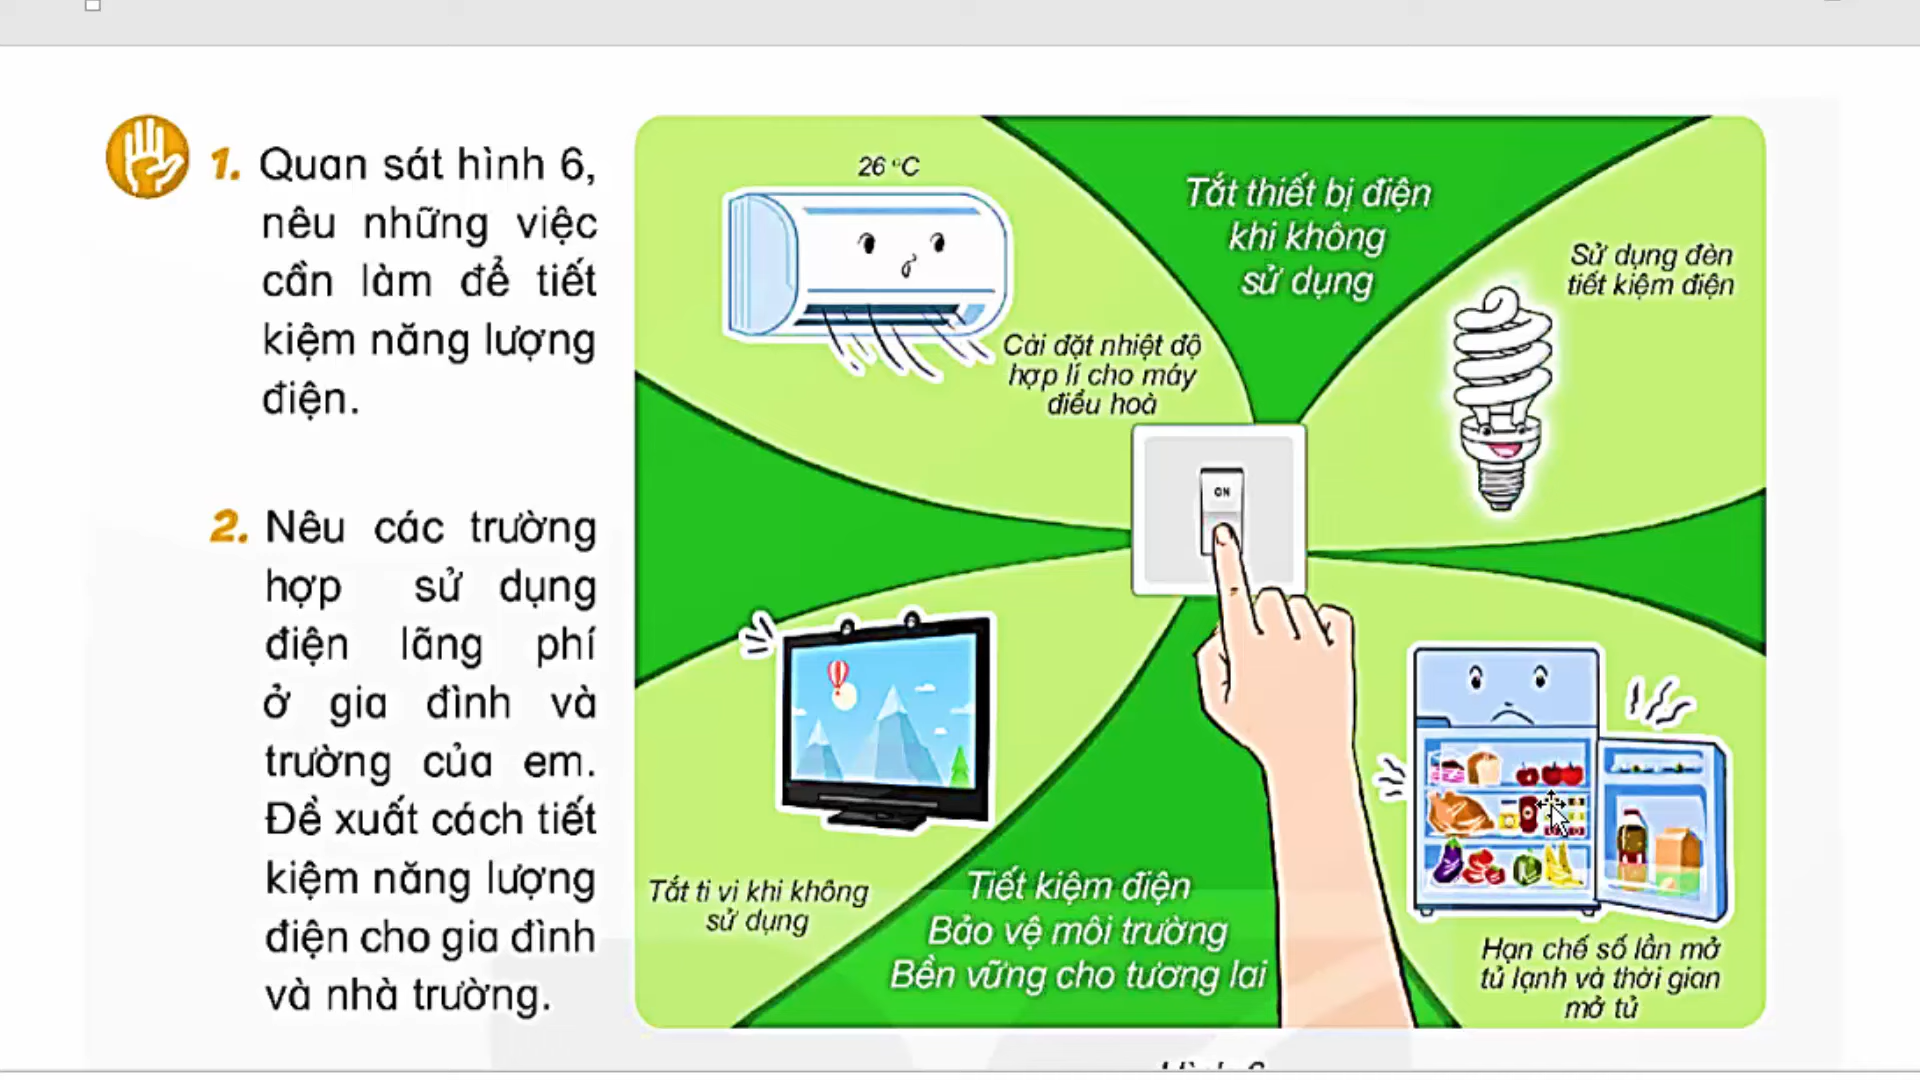 1. Quan sát hình 6,
nêu những việc
cần làm để tiết
kiệm năng lượng
điện.
2. Nêu các trường
hợp sử dụng
điện lãng phí
ở gia đình và
trường của em.
Đề xuất cách tiết
kiệm năng lượng
điện cho gia đình
và nhà trường.
26 °C
Cài đặt nhiệt độ
hợp lí cho máy
điều hoà
Tắt thiết bị điện
khi không
sử dụng
Sử dụng đèn
tiết kiệm điện
ON
Tắt ti vi khi không
sử dụng
Tiết kiệm điện
Bảo vệ môi trường
Bền vững cho tương lai
Hạn chế số lần mở
tủ lạnh và thời gian
mở tủ